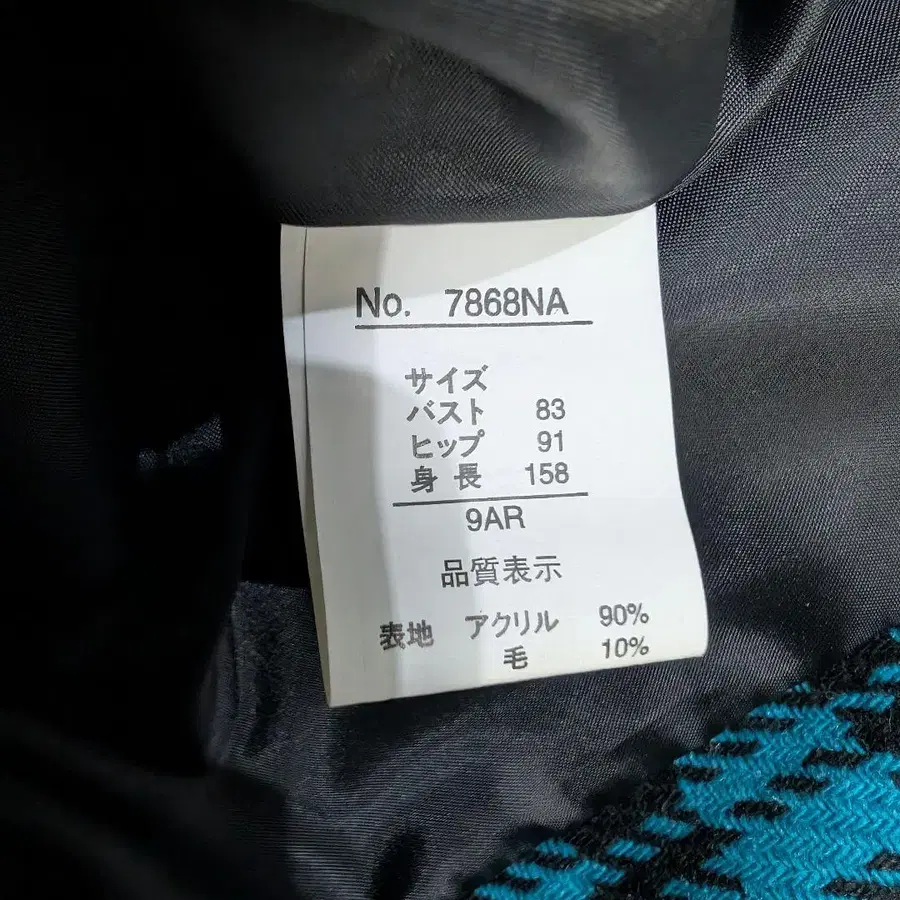 No. 7868NA
サイズ
バスト 83
ヒップ 91
身長 158
9AR
品質表示
表地 アクリル 90%
毛 10%